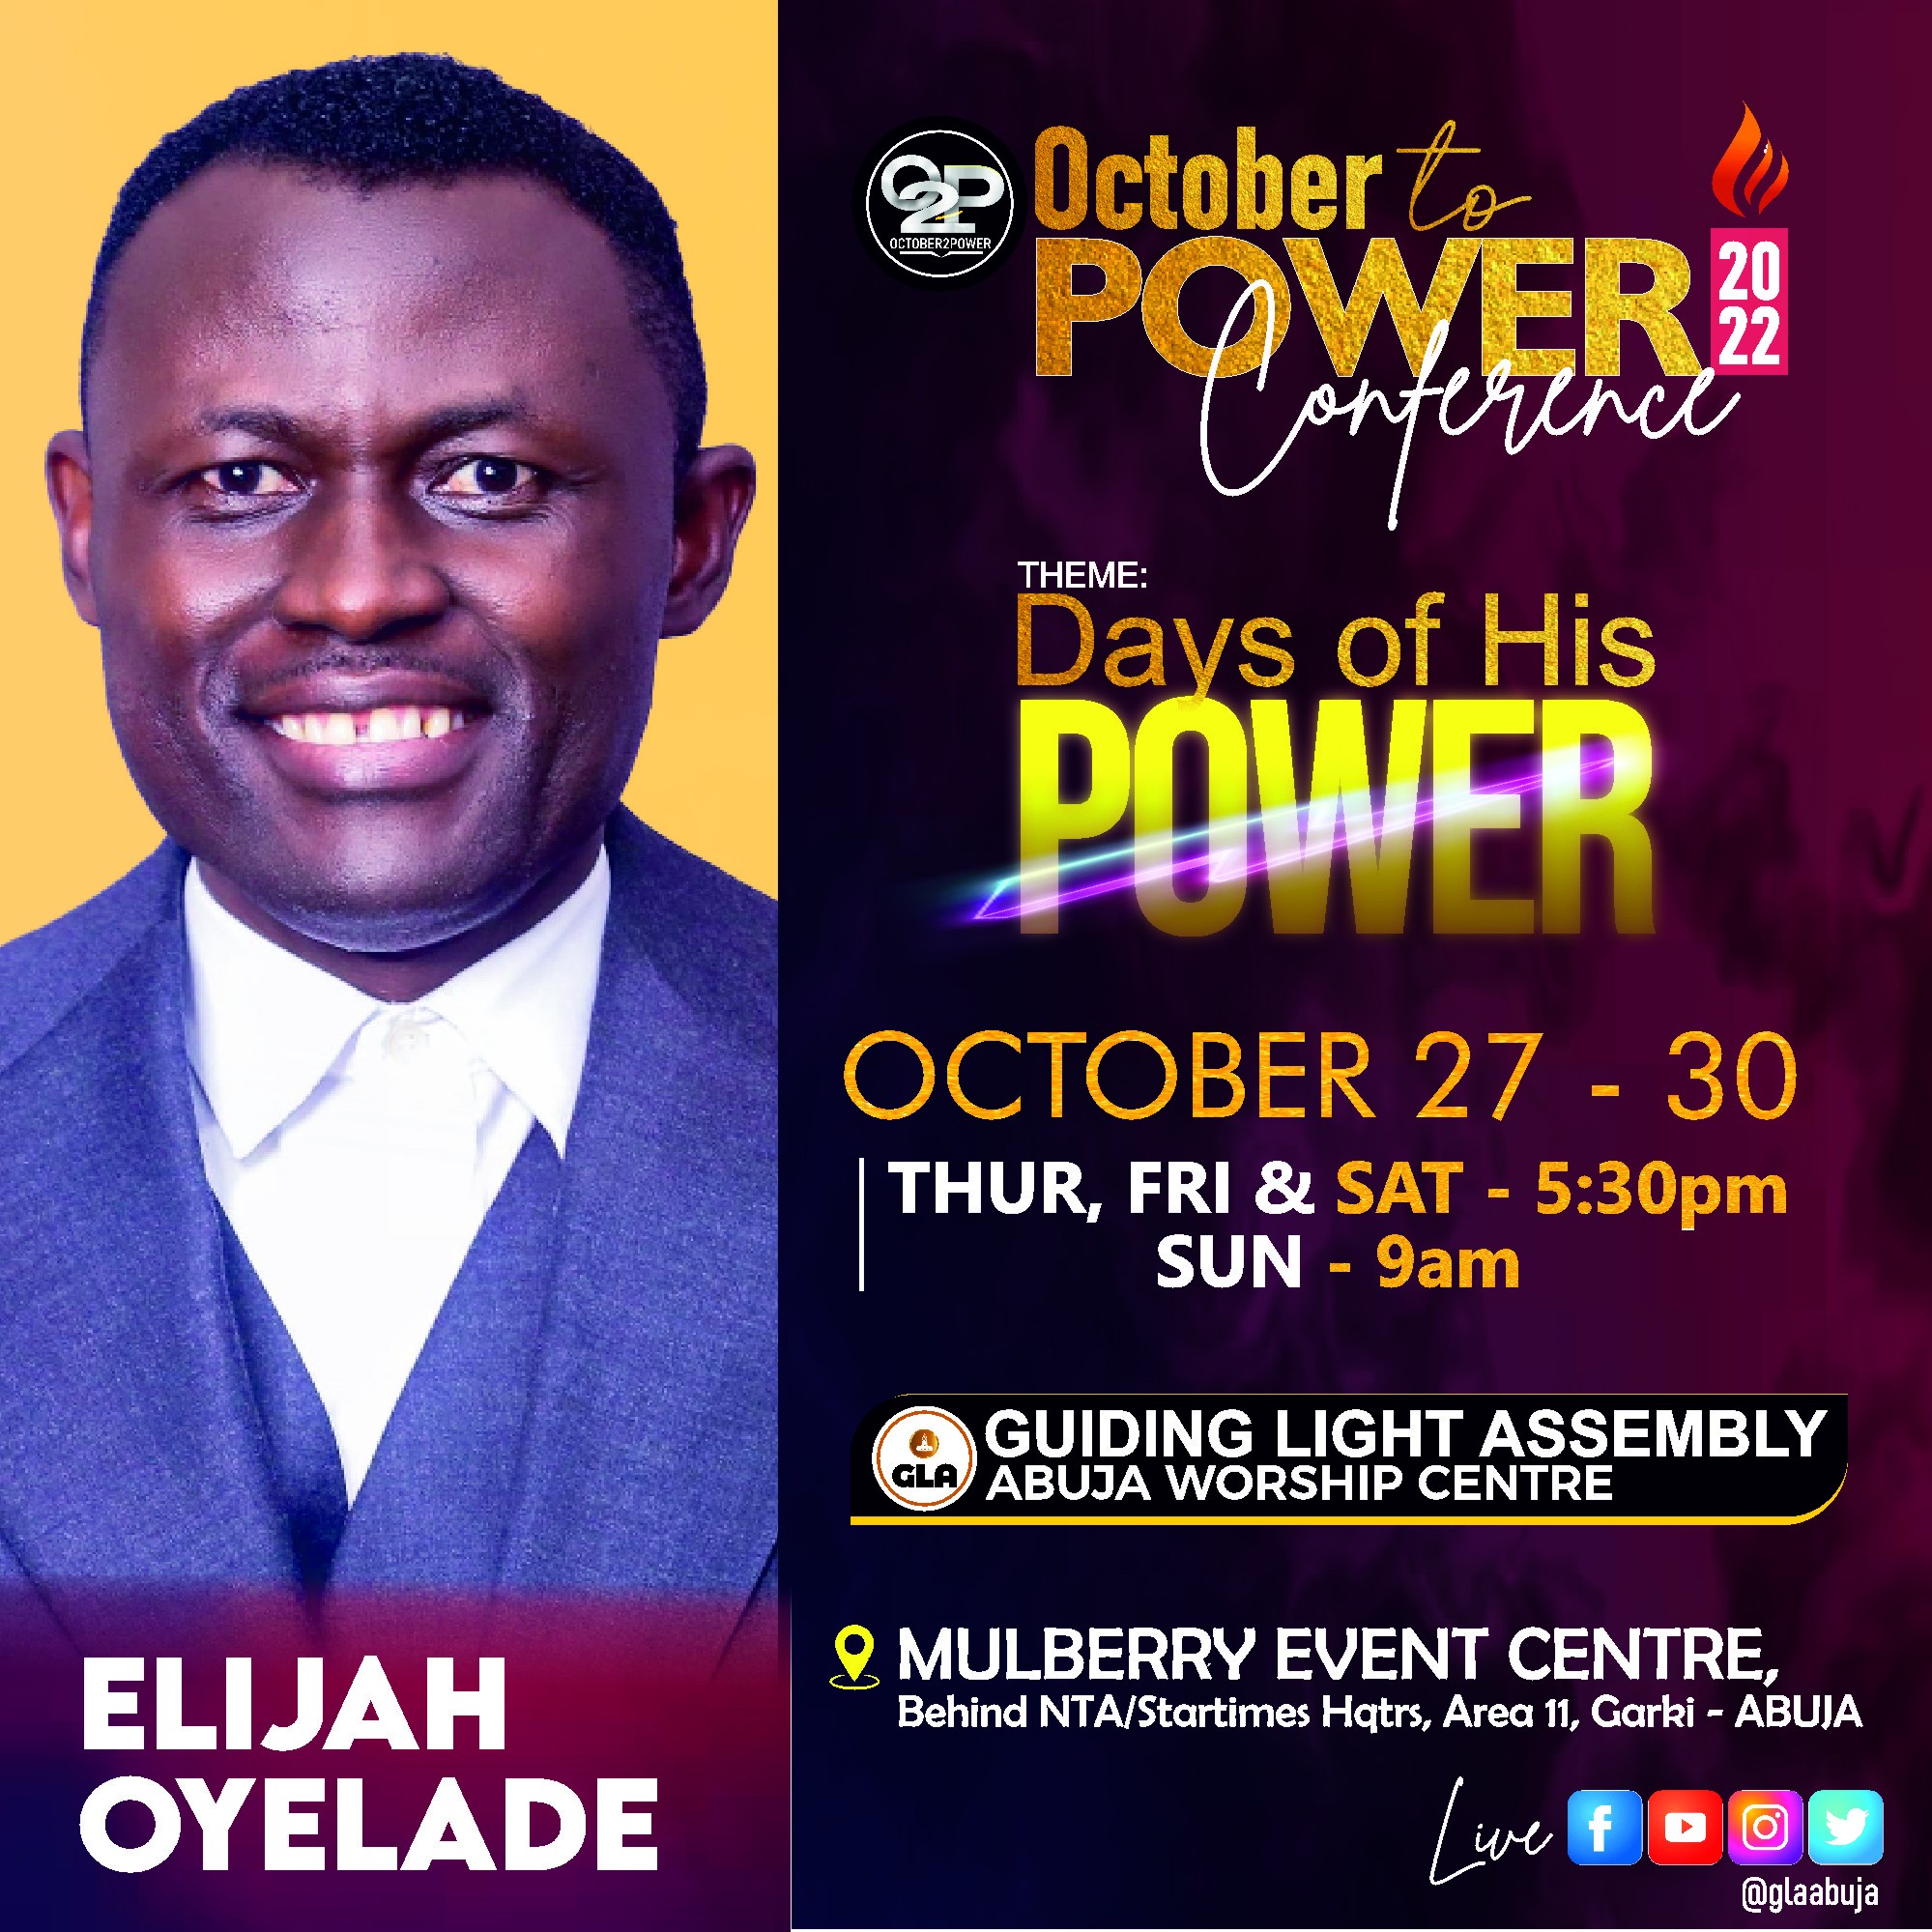 O2P
OCTOBER2POWER
October to
POWER
Conference
20
22
THEME:
Days of His
POWER
OCTOBER 27 - 30
THUR, FRI & SAT - 5:30pm
SUN - 9am
GLA
GUIDING LIGHT ASSEMBLY
ABUJA WORSHIP CENTRE
MULBERRY EVENT CENTRE,
Behind NTA/Startimes Hqtrs, Area 11, Garki - ABUJA
ELIJAH
OYELADE
Live
@glaabuja